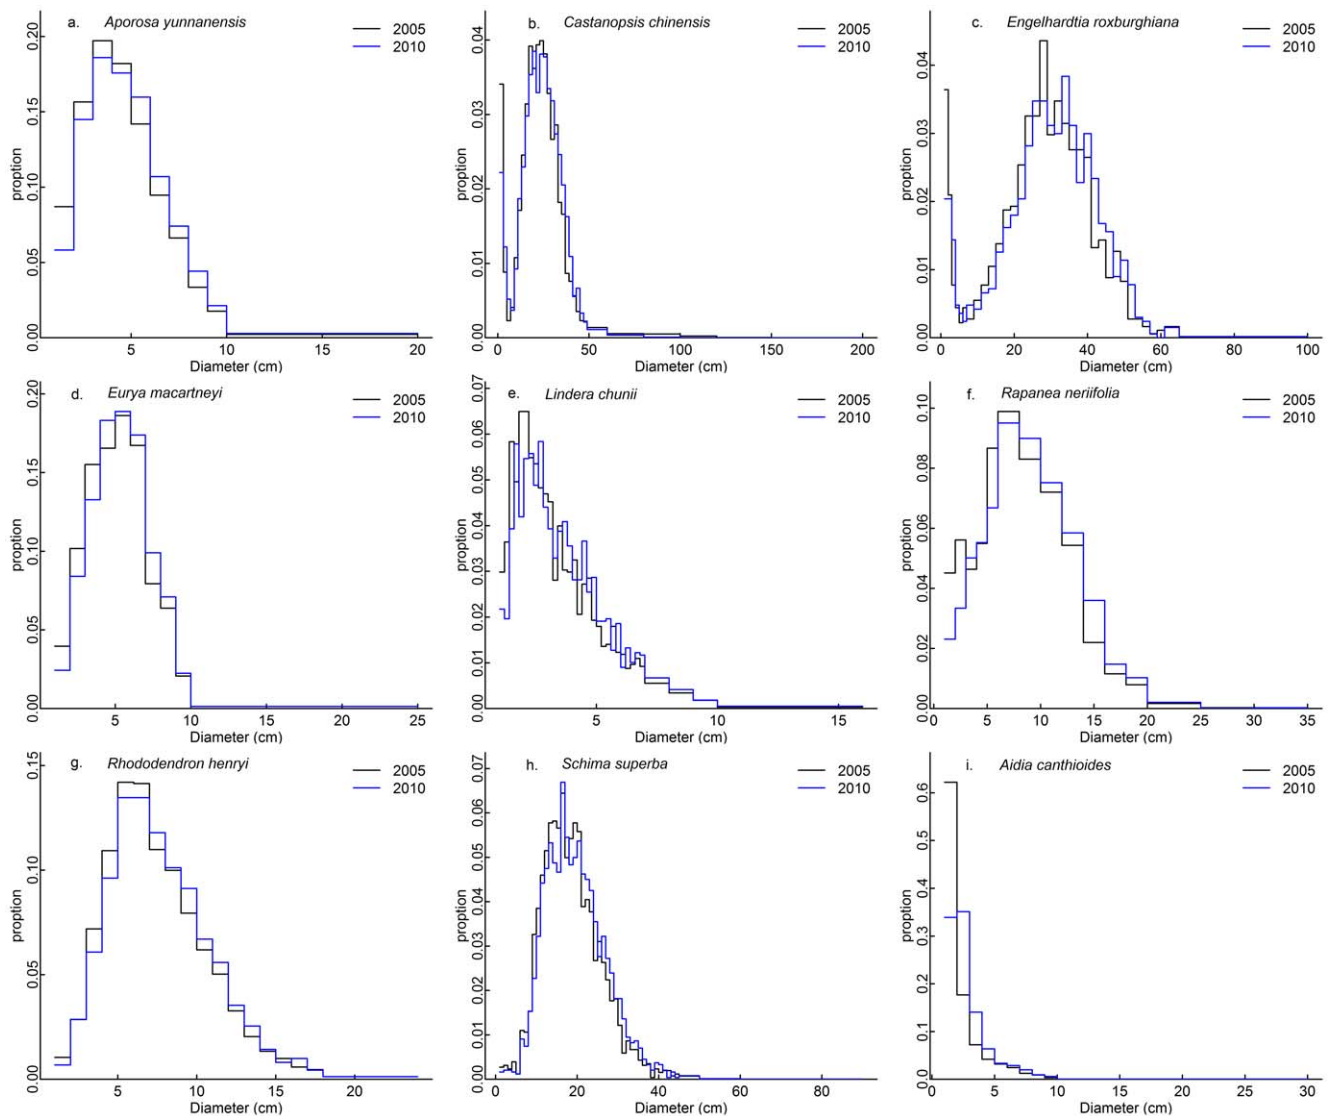 a. Aporosa yunnanensis
2005
2010
0.20
0.15
0.10
0.05
0.00
proption
5 10 15 20
Diameter (cm)
b. Castanopsis chinensis
2005
2010
0.04
0.03
0.02
0.01
0.00
proption
0 50 100 150 200
Diameter (cm)
c. Engelhardtia roxburghiana
2005
2010
0.04
0.03
0.02
0.01
0.00
proption
0 20 40 60 80 100
Diameter (cm)
d. Eurya macartneyi
2005
2010
0.20
0.15
0.10
0.05
0.00
proption
5 10 15 20 25
Diameter (cm)
e. Lindera chunii
2005
2010
0.07
0.06
0.05
0.04
0.03
0.02
0.01
0.00
proption
5 10 15
Diameter (cm)
f. Rapanea neriifolia
2005
2010
0.10
0.08
0.06
0.04
0.02
0.00
proption
0 5 10 15 20 25 30 35
Diameter (cm)
g. Rhododendron henryi
2005
2010
0.15
0.10
0.05
0.00
proption
5 10 15 20
Diameter (cm)
h. Schima superba
2005
2010
0.07
0.06
0.05
0.04
0.03
0.02
0.01
0.00
proption
0 20 40 60 80
Diameter (cm)
i. Aidia canthioides
2005
2010
0.6
0.5
0.4
0.3
0.2
0.1
0.0
proption
0 5 10 15 20 25 30
Diameter (cm)